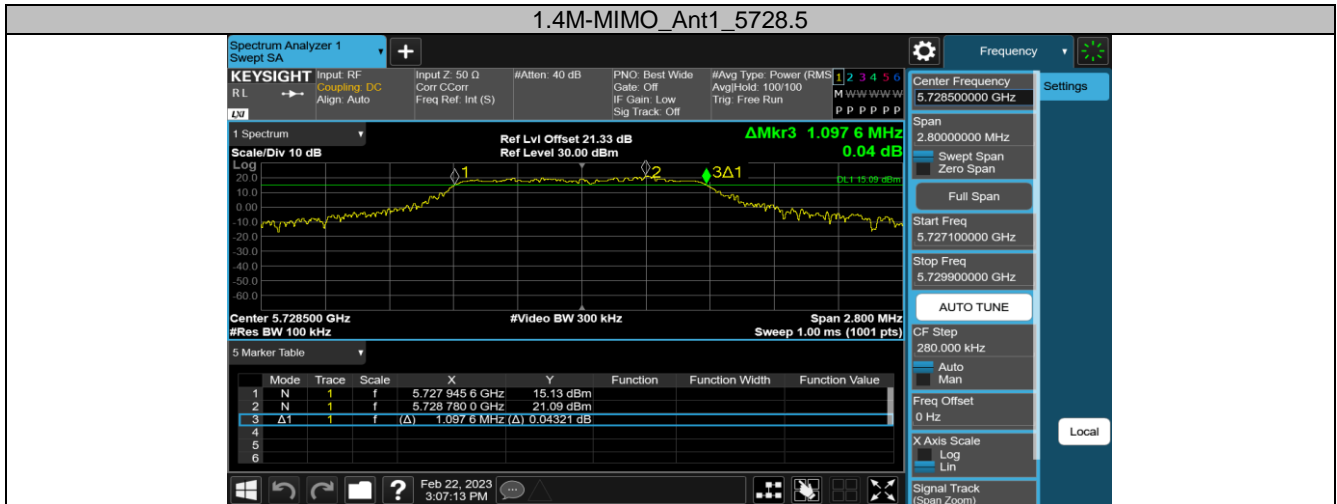 1.4M-MIMO_Ant1_5728.5
Spectrum Analyzer 1
Swept SA
Frequency
KEYSIGHT
RL
LXI
Input: RF
Coupling: DC
Align: Auto
Input Z: 50 Ω
Corr CCorr
Freq Ref: Int (S)
#Atten: 40 dB
PNO: Best Wide
Gate: Off
IF Gain: Low
Sig Track: Off
#Avg Type: Power (RMS
Avg|Hold: 100/100
Trig: Free Run
1 2 3 4 5 6
M W W W W W
P P P P P P
Center Frequency
5.728500000 GHz
Settings
Span
2.80000000 MHz
Swept Span
Zero Span
Full Span
Start Freq
5.727100000 GHz
Stop Freq
5.729900000 GHz
AUTO TUNE
CF Step
280.000 kHz
Auto
Man
Freq Offset
0 Hz
X Axis Scale
Log
Lin
Signal Track
(Span Zoom)
Local
1 Spectrum
Scale/Div 10 dB
Ref Lvl Offset 21.33 dB
Ref Level 30.00 dBm
ΔMkr3 1.097 6 MHz
0.04 dB
Log
20.0
10.0
0.00
-10.0
-20.0
-30.0
-40.0
-50.0
-60.0
1
2
3Δ1
DL1 15.09 dBm
Center 5.728500 GHz
#Video BW 300 kHz
Span 2.800 MHz
#Res BW 100 kHz
Sweep 1.00 ms (1001 pts)
5 Marker Table
Mode Trace Scale X Y Function Function Width Function Value
1 N 1 f 5.727 945 6 GHz 15.13 dBm
2 N 1 f 5.728 780 0 GHz 21.09 dBm
3 Δ1 1 f (Δ) 1.097 6 MHz (Δ) 0.04321 dB
4
5
6
?
Feb 22, 2023
3:07:13 PM